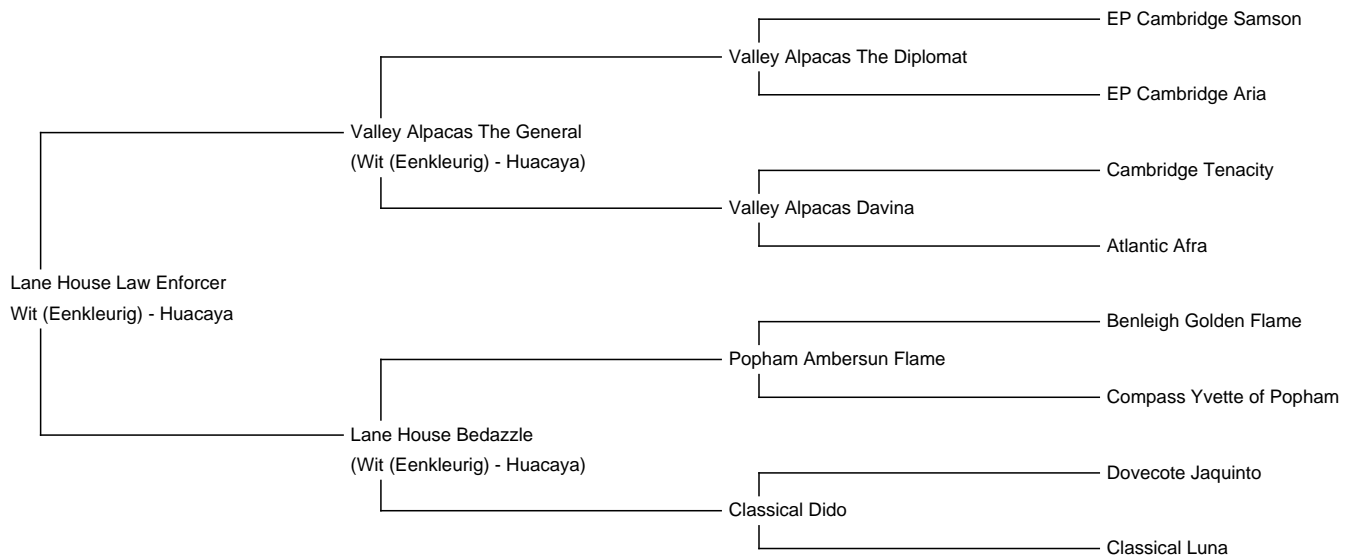 EP Cambridge Samson
Valley Alpacas The Diplomat
EP Cambridge Aria
Valley Alpacas The General
(Wit (Eenkleurig) - Huacaya)
Cambridge Tenacity
Valley Alpacas Davina
Atlantic Afra
Lane House Law Enforcer
Wit (Eenkleurig) - Huacaya
Benleigh Golden Flame
Popham Ambersun Flame
Compass Yvette of Popham
Lane House Bedazzle
(Wit (Eenkleurig) - Huacaya)
Dovecote Jaquinto
Classical Dido
Classical Luna